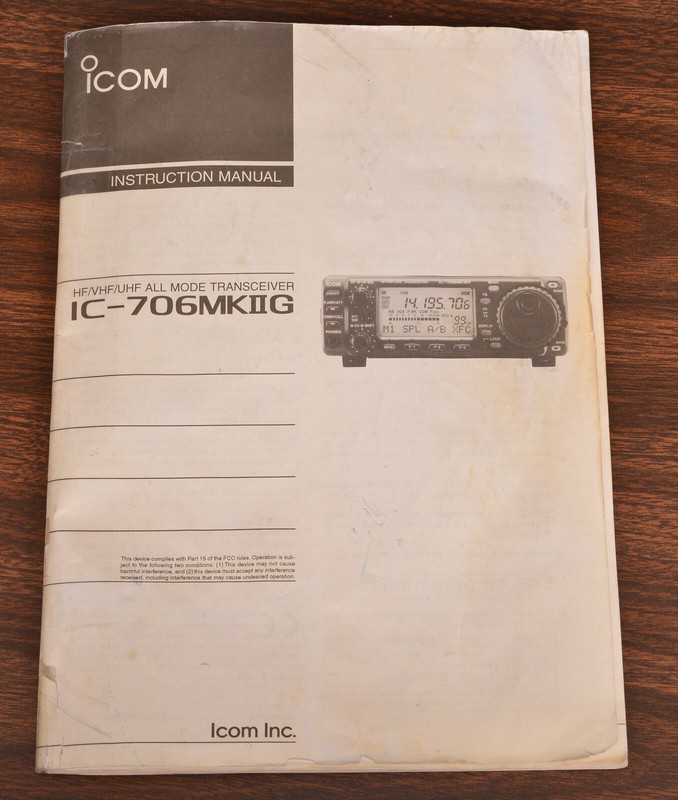 ICOM
INSTRUCTION MANUAL
HF/VHF/UHF ALL MODE TRANSCEIVER
IC-706MKIIG
14.195.706
99
M1 SPL A/B XFC
DISPLAY
LOCK
This device complies with Part 15 of the FCC rules. Operation is sub-
ject to the following two conditions: (1) This device may not cause
harmful interference, and (2) this device must accept any interference
received, including interference that may cause undesired operation.
Icom Inc.